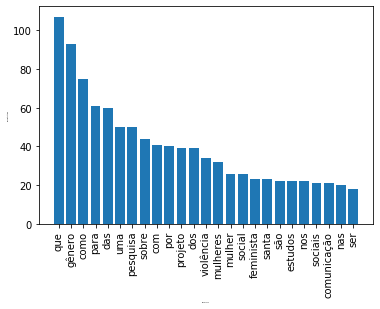 100
80
60
40
20
0
que
gênero
como
para
das
uma
pesquisa
sobre
com
por
projeto
dos
violência
mulheres
mulher
social
feminista
santa
são
estudos
nos
sociais
comunicação
nas
ser